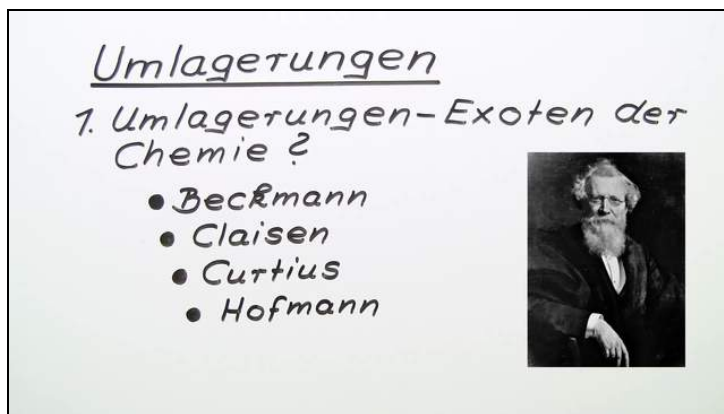 Umlagerungen
1. Umlagerungen-Exoten der
Chemie?
• Beckmann
• Claisen
• Curtius
• Hofmann